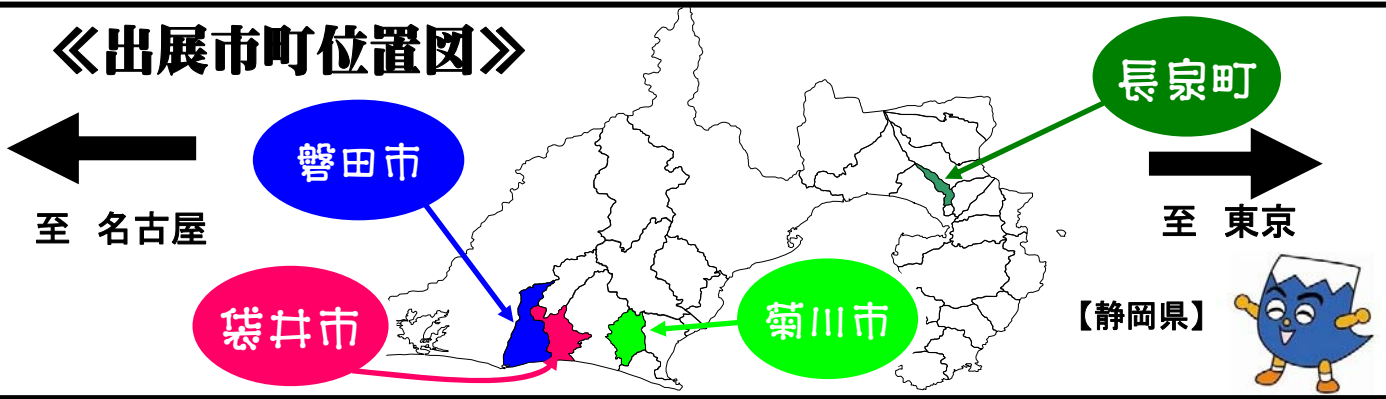 ≪出展市町位置図≫
長泉町
磐田市
至 名古屋
至 東京
袋井市
菊川市
【静岡県】